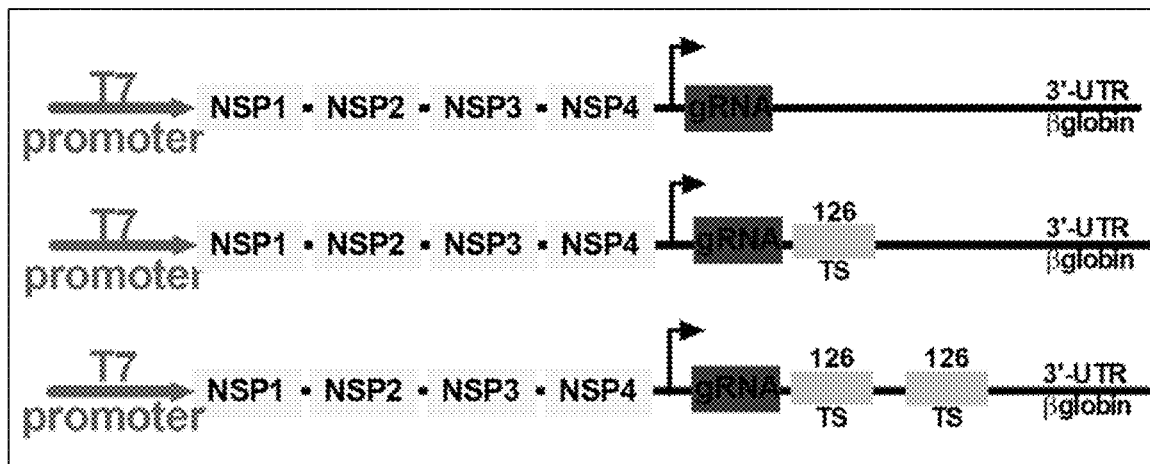 T7
promoter
NSP1 - NSP2 - NSP3 - NSP4
gRNA
3'-UTR
βglobin
T7
promoter
NSP1 - NSP2 - NSP3 - NSP4
gRNA
126
TS
3'-UTR
βglobin
T7
promoter
NSP1 - NSP2 - NSP3 - NSP4
gRNA
126
TS
126
TS
3'-UTR
βglobin